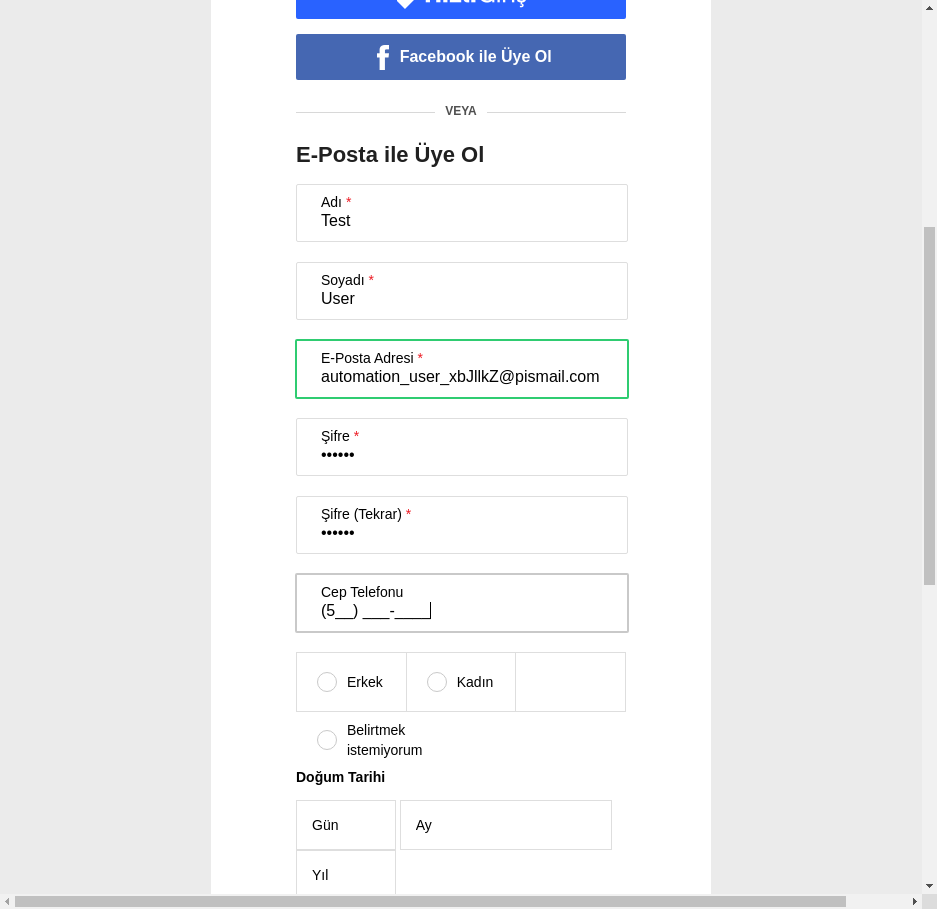 Facebook ile Üye Ol
VEYA
E-Posta ile Üye Ol
Adı *
Test
Soyadı *
User
E-Posta Adresi *
automation_user_xbJllkZ@pismail.com
Şifre *
••••••
Şifre (Tekrar) *
••••••
Cep Telefonu
(5__) ___-____
Erkek
Kadın
Belirtmek
istemiyorum
Doğum Tarihi
Gün
Ay
Yıl